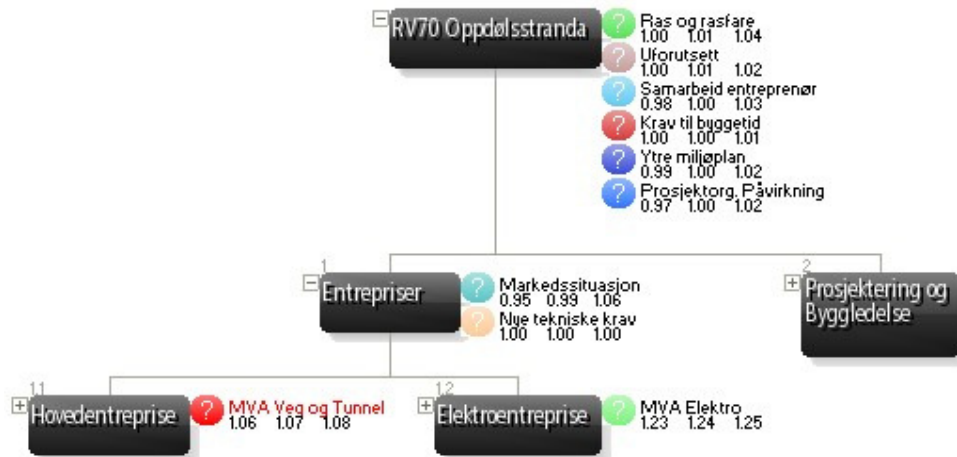 RV70 Oppdølsstranda
? Ras og rasfare
1.00 1.01 1.04
? Uforutsett
1.00 1.01 1.02
? Samarbeid entreprenør
0.98 1.00 1.03
? Krav til byggetid
1.00 1.00 1.01
? Ytre miljøplan
0.99 1.00 1.02
? Prosjektorg. Påvirkning
0.97 1.00 1.02
1
Entrepriser
? Markedssituasjon
0.95 0.99 1.06
? Nye tekniske krav
1.00 1.00 1.00
2
Prosjektering og
Byggledelse
1.1
Hovedentreprise
? MVA Veg og Tunnel
1.06 1.07 1.08
1.2
Elektroentreprise
? MVA Elektro
1.23 1.24 1.25